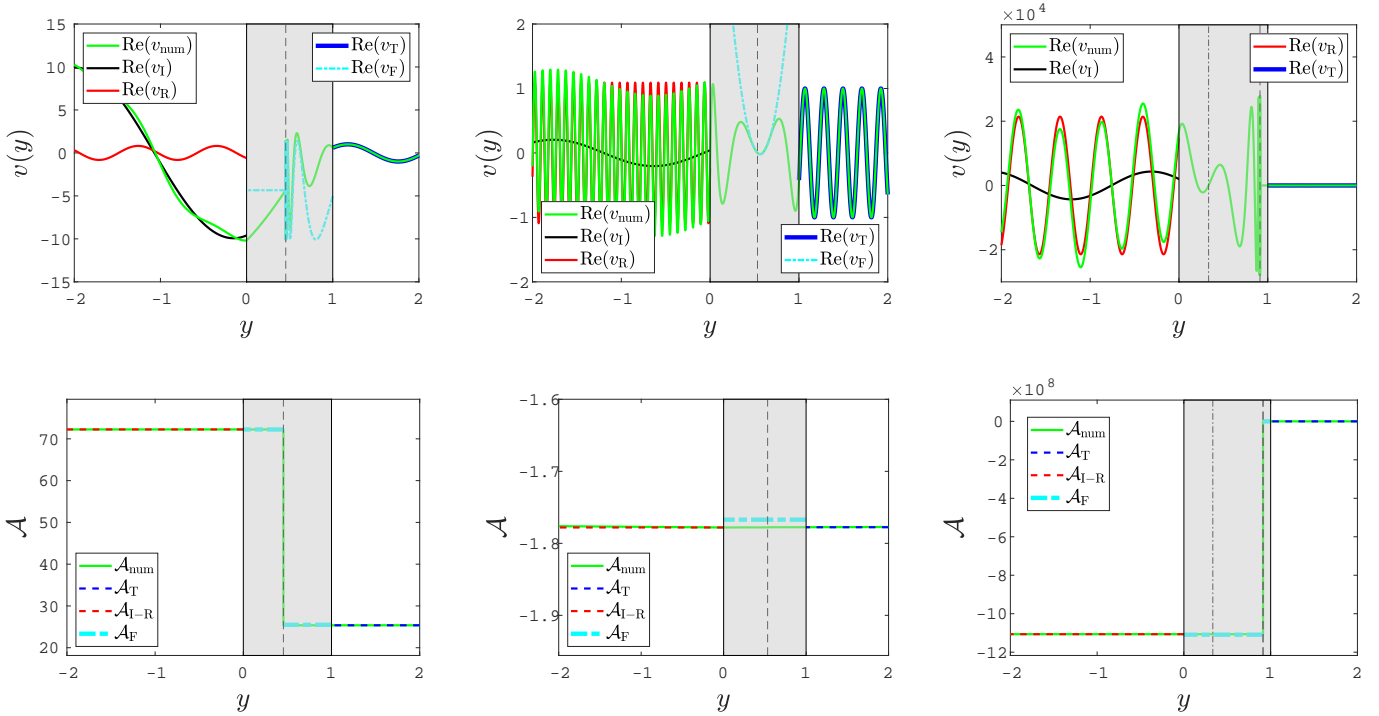 15
10
5
0
-5
-10
-15
-2
-1
0
1
2
v(y)
y
Re(v_num)
Re(v_I)
Re(v_R)
Re(v_T)
Re(v_F)
2
1
0
-1
-2
-2
-1
0
1
2
v(y)
y
Re(v_num)
Re(v_I)
Re(v_R)
Re(v_T)
Re(v_F)
×10^4
4
2
0
-2
-2
-1
0
1
2
v(y)
y
Re(v_num)
Re(v_I)
Re(v_R)
Re(v_T)
70
60
50
40
30
20
-2
-1
0
1
2
𝒜
y
𝒜_num
𝒜_T
𝒜_I−R
𝒜_F
-1.6
-1.7
-1.8
-1.9
-2
-1
0
1
2
𝒜
y
𝒜_num
𝒜_T
𝒜_I−R
𝒜_F
×10^8
0
-2
-4
-6
-8
-10
-12
-2
-1
0
1
2
𝒜
y
𝒜_num
𝒜_T
𝒜_I−R
𝒜_F